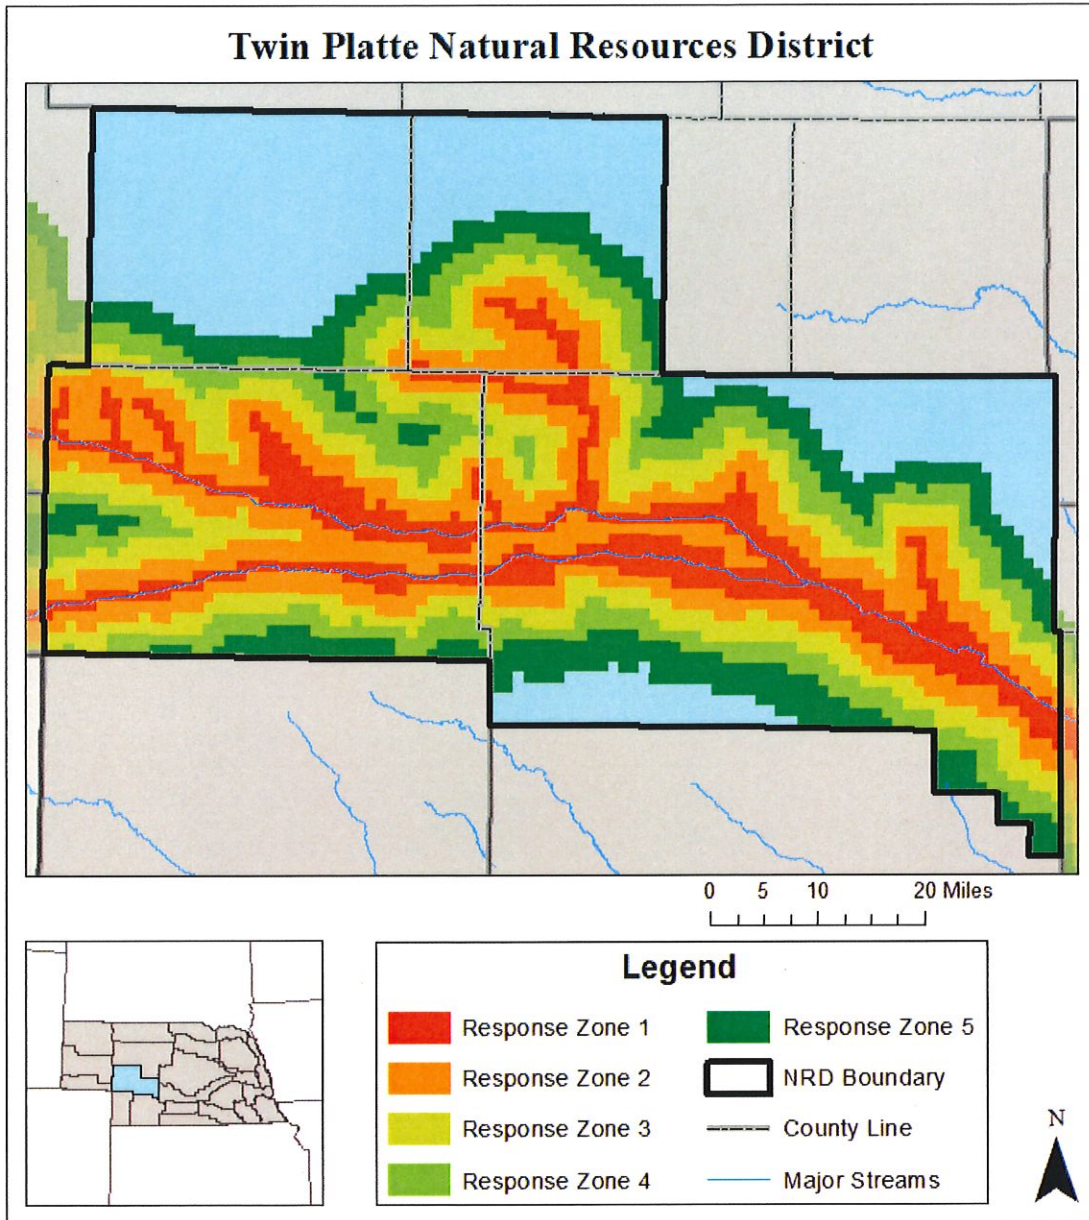 Twin Platte Natural Resources District
0 5 10 20 Miles
Legend
Response Zone 1
Response Zone 2
Response Zone 3
Response Zone 4
Response Zone 5
NRD Boundary
County Line
Major Streams
N